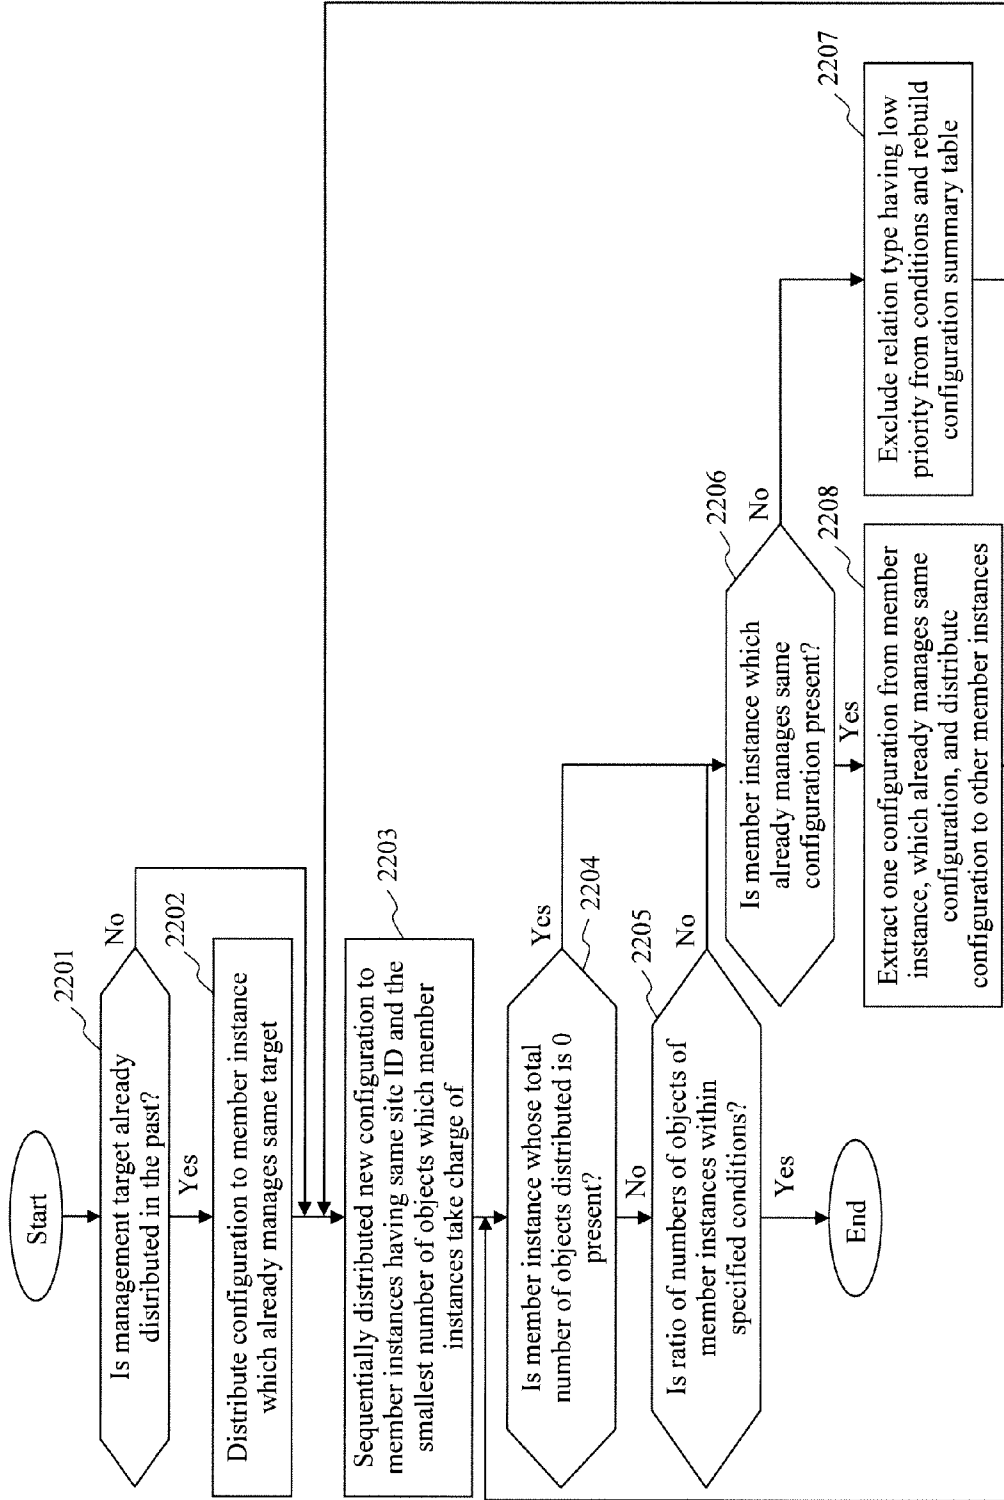 Start
2201
Is management target already
distributed in the past?
No
Yes
2202
Distribute configuration to member instance
which already manages same target
2203
Sequentially distributed new configuration to
member instances having same site ID and the
smallest number of objects which member
instances take charge of
2204
Is member instance whose total
number of objects distributed is 0
present?
Yes
No
2205
Is ratio of numbers of objects of
member instances within
specified conditions?
No
Yes
End
2206
Is member instance which
already manages same
configuration present?
No
Yes
2207
Exclude relation type having low
priority from conditions and rebuild
configuration summary table
2208
Extract one configuration from member
instance, which already manages same
configuration, and distribute
configuration to other member instances